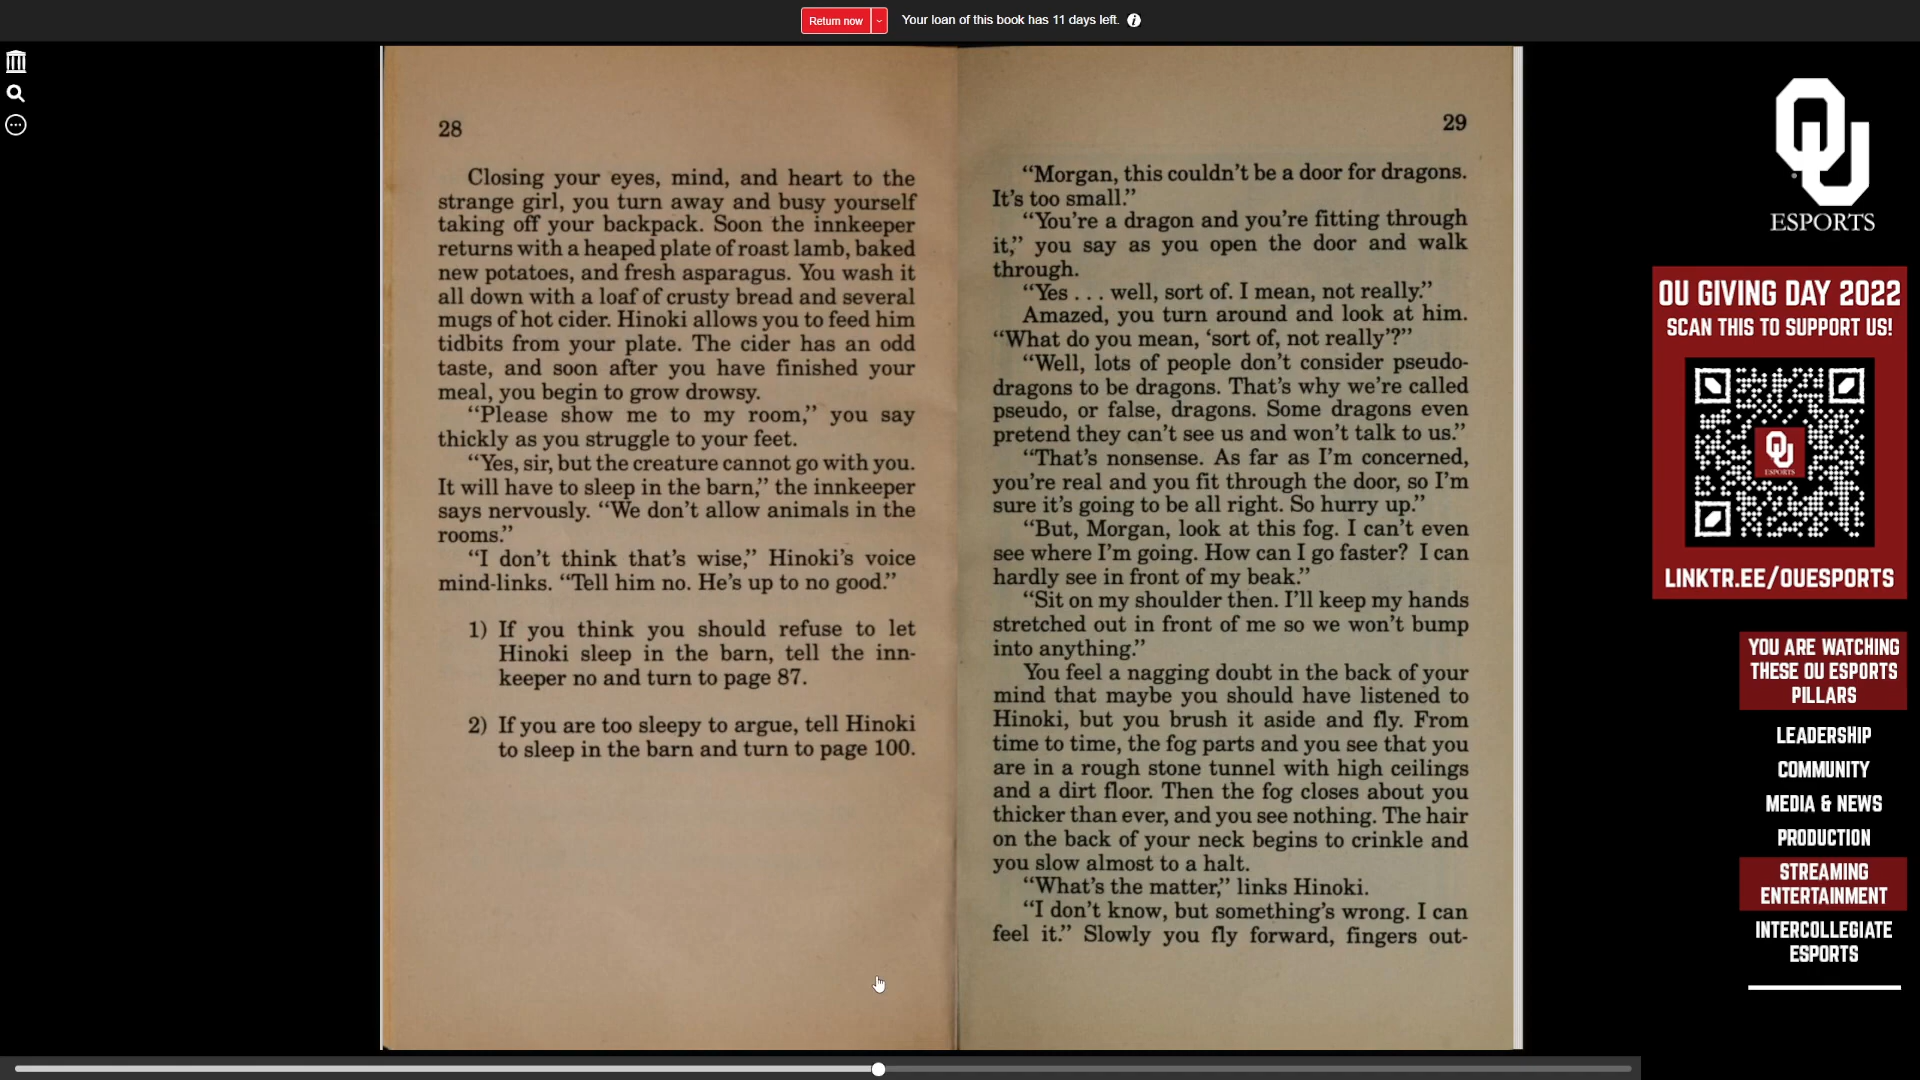 Return now
Your loan of this book has 11 days left.
28
Closing your eyes, mind, and heart to the
strange girl, you turn away and busy yourself
taking off your backpack. Soon the innkeeper
returns with a heaped plate of roast lamb, baked
new potatoes, and fresh asparagus. You wash it
all down with a loaf of crusty bread and several
mugs of hot cider. Hinoki allows you to feed him
tidbits from your plate. The cider has an odd
taste, and soon after you have finished your
meal, you begin to grow drowsy.
“Please show me to my room,” you say
thickly as you struggle to your feet.
“Yes, sir, but the creature cannot go with you.
It will have to sleep in the barn,” the innkeeper
says nervously. “We don’t allow animals in the
rooms.”
“I don’t think that’s wise,” Hinoki’s voice
mind-links. “Tell him no. He’s up to no good.”
1) If you think you should refuse to let
Hinoki sleep in the barn, tell the inn-
keeper no and turn to page 87.
2) If you are too sleepy to argue, tell Hinoki
to sleep in the barn and turn to page 100.
29
“Morgan, this couldn’t be a door for dragons.
It’s too small.”
“You’re a dragon and you’re fitting through
it,” you say as you open the door and walk
through.
“Yes . . . well, sort of. I mean, not really.”
Amazed, you turn around and look at him.
“What do you mean, ‘sort of, not really’?”
“Well, lots of people don’t consider pseudo-
dragons to be dragons. That’s why we’re called
pseudo, or false, dragons. Some dragons even
pretend they can’t see us and won’t talk to us.”
“That’s nonsense. As far as I’m concerned,
you’re real and you fit through the door, so I’m
sure it’s going to be all right. So hurry up.”
“But, Morgan, look at this fog. I can’t even
see where I’m going. How can I go faster? I can
hardly see in front of my beak.”
“Sit on my shoulder then. I’ll keep my hands
stretched out in front of me so we won’t bump
into anything.”
You feel a nagging doubt in the back of your
mind that maybe you should have listened to
Hinoki, but you brush it aside and fly. From
time to time, the fog parts and you see that you
are in a rough stone tunnel with high ceilings
and a dirt floor. Then the fog closes about you
thicker than ever, and you see nothing. The hair
on the back of your neck begins to crinkle and
you slow almost to a halt.
“What’s the matter,” links Hinoki.
“I don’t know, but something’s wrong. I can
feel it.” Slowly you fly forward, fingers out-
OU
ESPORTS
OU GIVING DAY 2022
SCAN THIS TO SUPPORT US!
OU
ESPORTS
LINKTR.EE/OUESPORTS
YOU ARE WATCHING
THESE OU ESPORTS
PILLARS
LEADERSHIP
COMMUNITY
MEDIA & NEWS
PRODUCTION
STREAMING
ENTERTAINMENT
INTERCOLLEGIATE
ESPORTS